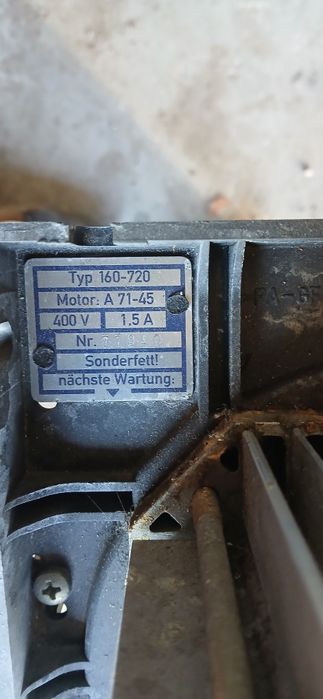 Typ 160-720
Motor: A 71-45
400 V 1.5 A
Nr.
Sonderfett!
nächste Wartung: